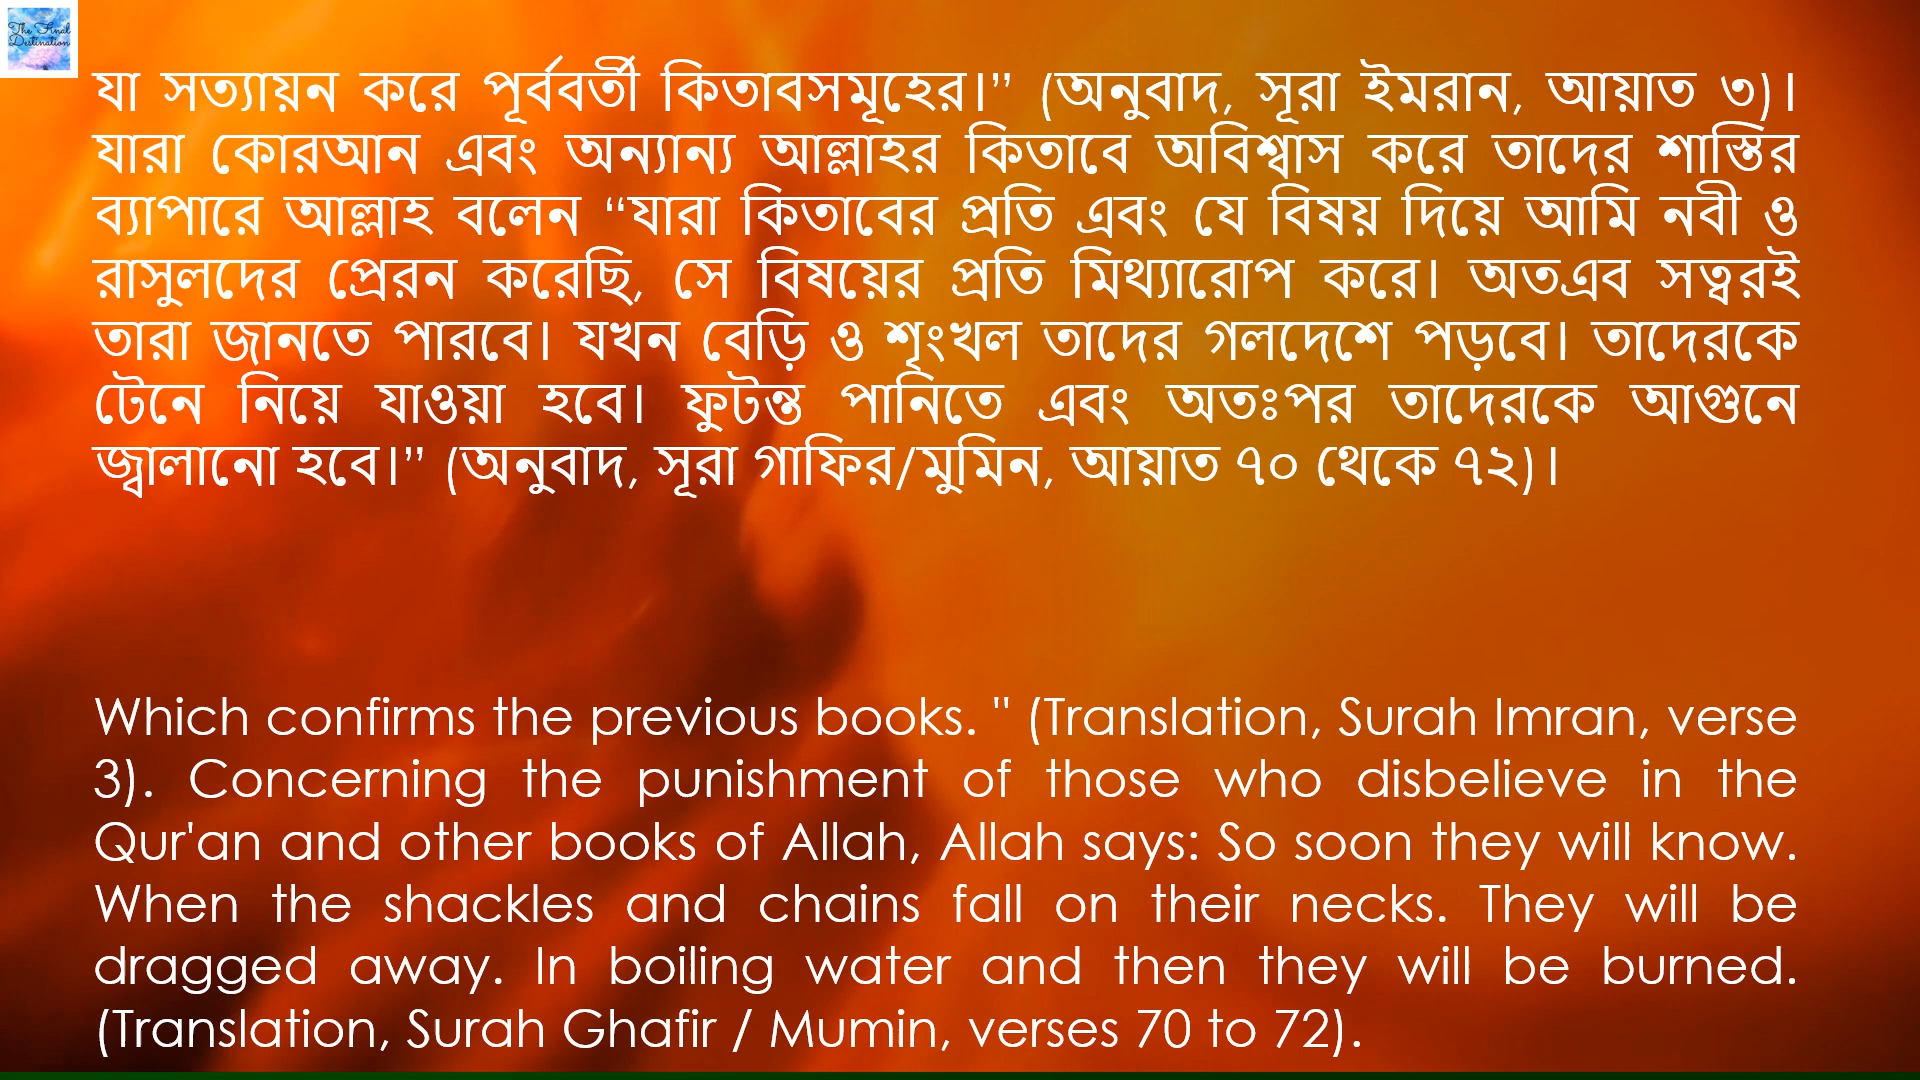 The Final
Destination
যা সত্যায়ন করে পূর্ববর্তী কিতাবসমূহের।” (অনুবাদ, সূরা ইমরান, আয়াত ৩)।
যারা কোরআন এবং অন্যান্য আল্লাহর কিতাবে অবিশ্বাস করে তাদের শাস্তির
ব্যাপারে আল্লাহ বলেন “যারা কিতাবের প্রতি এবং যে বিষয় দিয়ে আমি নবী ও
রাসুলদের প্রেরন করেছি, সে বিষয়ের প্রতি মিথ্যারোপ করে। অতএব সত্বরই
তারা জানতে পারবে। যখন বেড়ি ও শৃংখল তাদের গলদেশে পড়বে। তাদেরকে
টেনে নিয়ে যাওয়া হবে। ফুটন্ত পানিতে এবং অতঃপর তাদেরকে আগুনে
জ্বালানো হবে।” (অনুবাদ, সূরা গাফির/মুমিন, আয়াত ৭০ থেকে ৭২)।
Which confirms the previous books. " (Translation, Surah Imran, verse
3). Concerning the punishment of those who disbelieve in the
Qur'an and other books of Allah, Allah says: So soon they will know.
When the shackles and chains fall on their necks. They will be
dragged away. In boiling water and then they will be burned.
(Translation, Surah Ghafir / Mumin, verses 70 to 72).